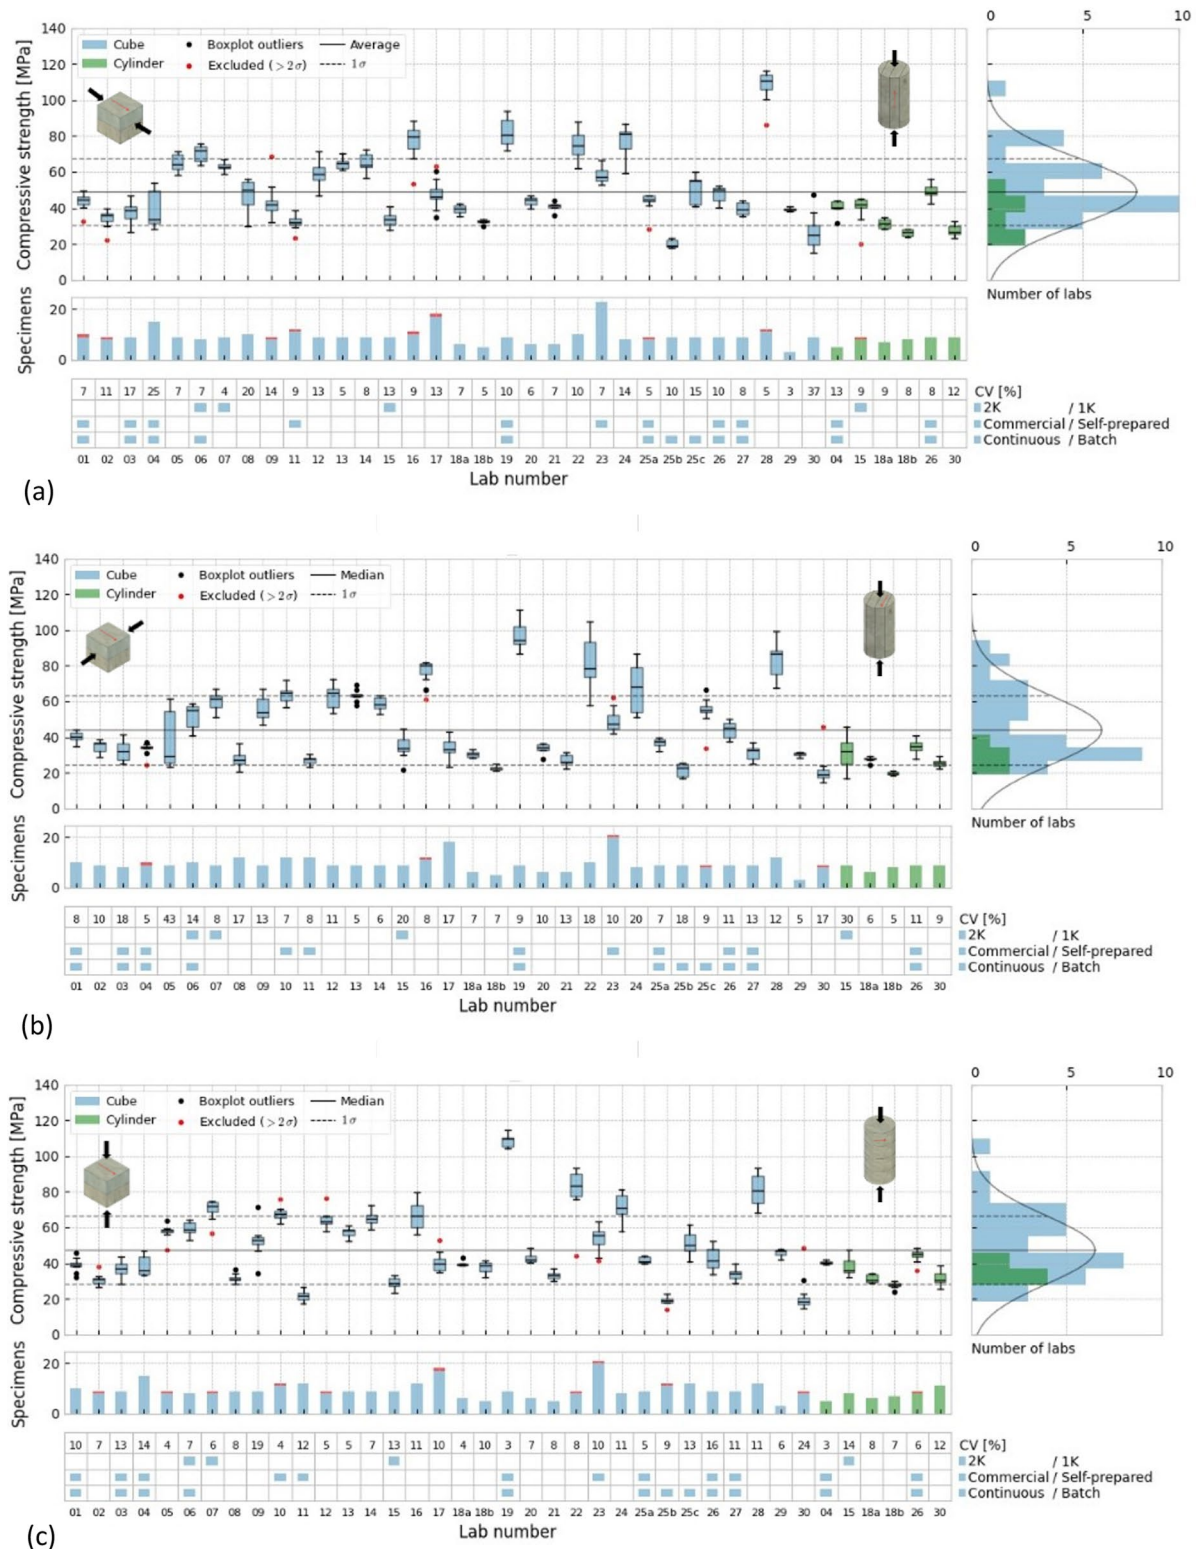 0 5 10
140
120
100
80
60
40
20
0
Compressive strength [MPa]
Cube Boxplot outliers Average
Cylinder Excluded (>2σ) 1σ
Number of labs
Specimens
20
0
7 11 17 25 7 7 4 20 14 9 13 5 8 13 9 13 7 5 10 6 7 10 7 14 5 10 15 10 8 5 3 37 13 9 9 8 8 12 CV [%]
2K / 1K
Commercial / Self-prepared
Continuous / Batch
01 02 03 04 05 06 07 08 09 11 12 13 14 15 16 17 18a 18b 19 20 21 22 23 24 25a 25b 25c 26 27 28 29 30 04 15 18a 18b 26 30
Lab number
(a)
0 5 10
140
120
100
80
60
40
20
0
Compressive strength [MPa]
Cube Boxplot outliers Median
Cylinder Excluded (>2σ) 1σ
Number of labs
Specimens
20
0
8 10 18 5 43 14 8 17 13 7 8 11 5 6 20 8 17 7 7 9 10 13 18 10 20 7 18 9 11 13 12 5 17 30 6 5 11 9 CV [%]
2K / 1K
Commercial / Self-prepared
Continuous / Batch
01 02 03 04 05 06 07 08 09 10 11 12 13 14 15 16 17 18a 18b 19 20 21 22 23 24 25a 25b 25c 26 27 28 29 30 15 18a 18b 26 30
Lab number
(b)
0 5 10
140
120
100
80
60
40
20
0
Compressive strength [MPa]
Cube Boxplot outliers Median
Cylinder Excluded (>2σ) 1σ
Number of labs
Specimens
20
0
10 7 13 14 4 7 6 8 19 4 12 5 5 7 13 11 10 4 10 3 7 8 8 10 11 5 9 13 16 11 11 6 24 3 14 8 7 6 12 CV [%]
2K / 1K
Commercial / Self-prepared
Continuous / Batch
01 02 03 04 05 06 07 08 09 10 11 12 13 14 15 16 17 18a 18b 19 20 21 22 23 24 25a 25b 25c 26 27 28 29 30 04 15 18a 18b 26 30
Lab number
(c)